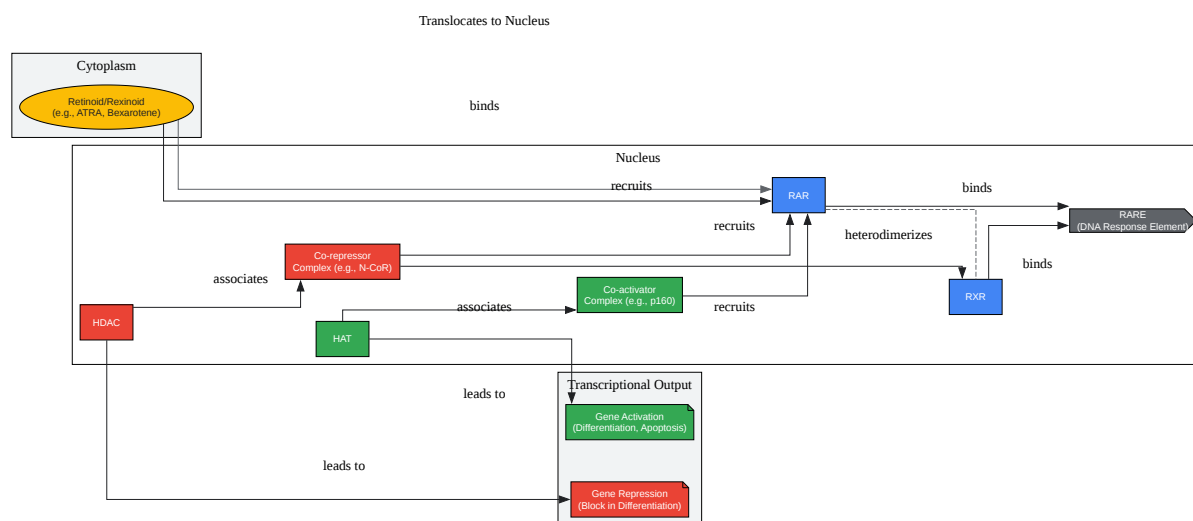 Translocates to Nucleus
Cytoplasm
Retinoid/Rexinoid
(e.g., ATRA, Bexarotene)
binds
Nucleus
recruits
RAR
binds
RARE
(DNA Response Element)
recruits
heterodimerizes
Co-repressor
Complex (e.g., N-CoR)
binds
associates
Co-activator
Complex (e.g., p160)
RXR
associates
recruits
HDAC
HAT
Transcriptional Output
leads to
Gene Activation
(Differentiation, Apoptosis)
leads to
Gene Repression
(Block in Differentiation)